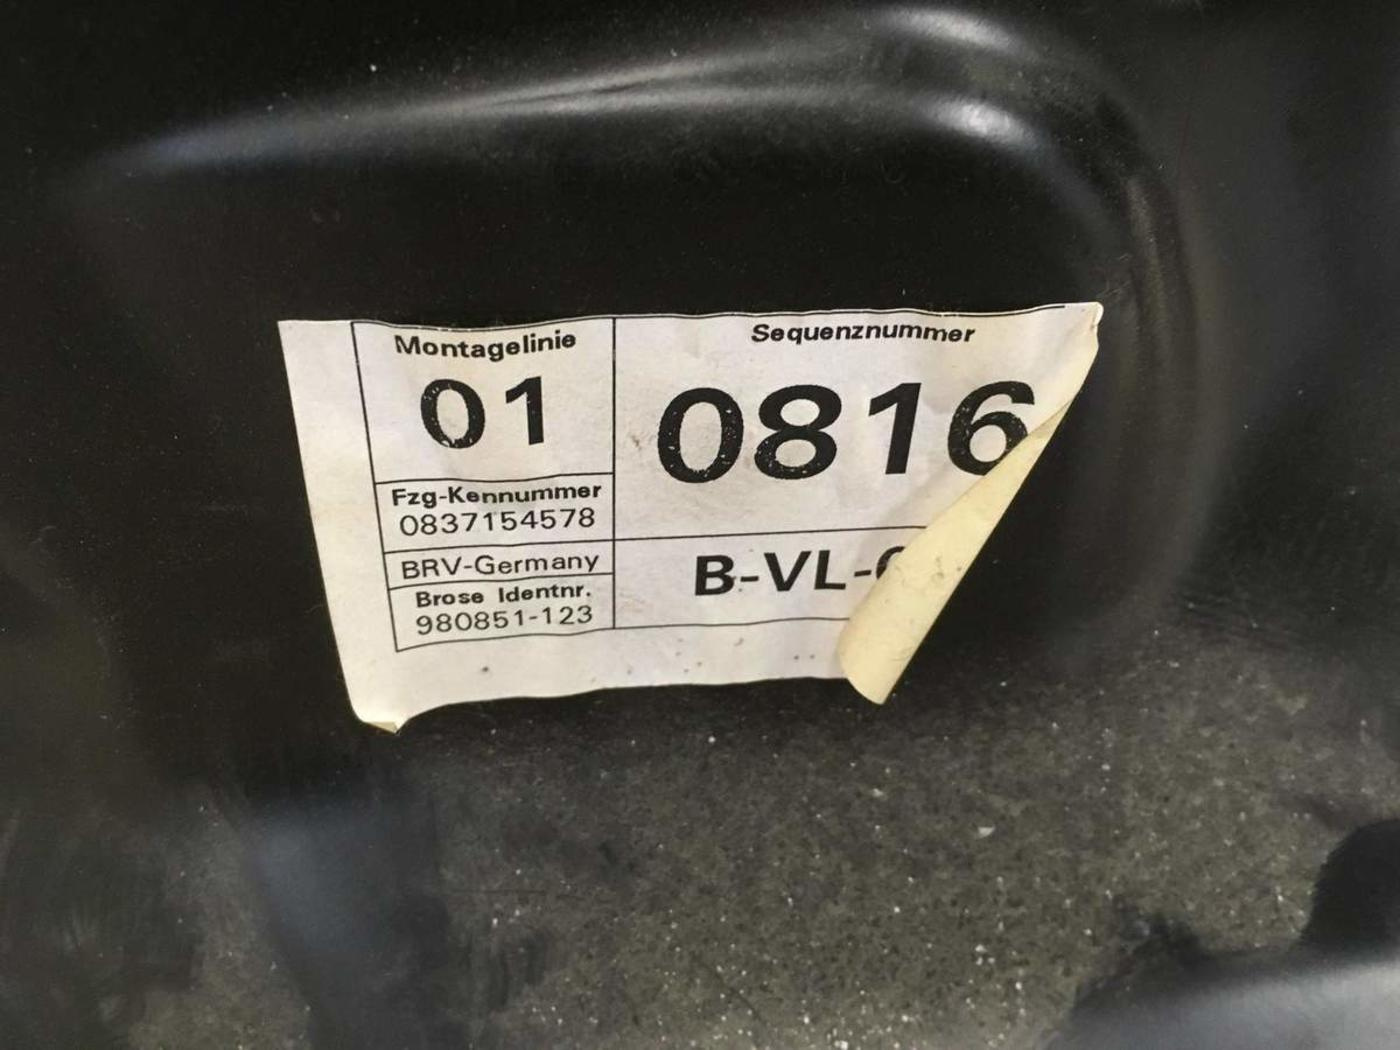 Montagelinie
01
Sequenznummer
0816
Fzg-Kennummer
0837154578
BRV-Germany
Brose Identnr.
980851-123
B-VL-